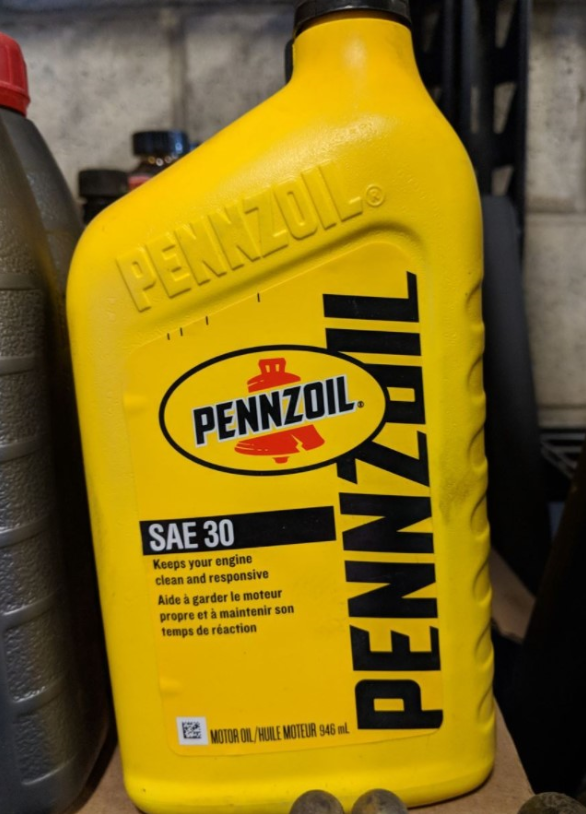 PENNZOIL®
PENNZOIL®
PENNZOIL
SAE 30
Keeps your engine
clean and responsive
Aide à garder le moteur
propre et à maintenir son
temps de réaction
MOTOR OIL/HUILE MOTEUR 946 mL